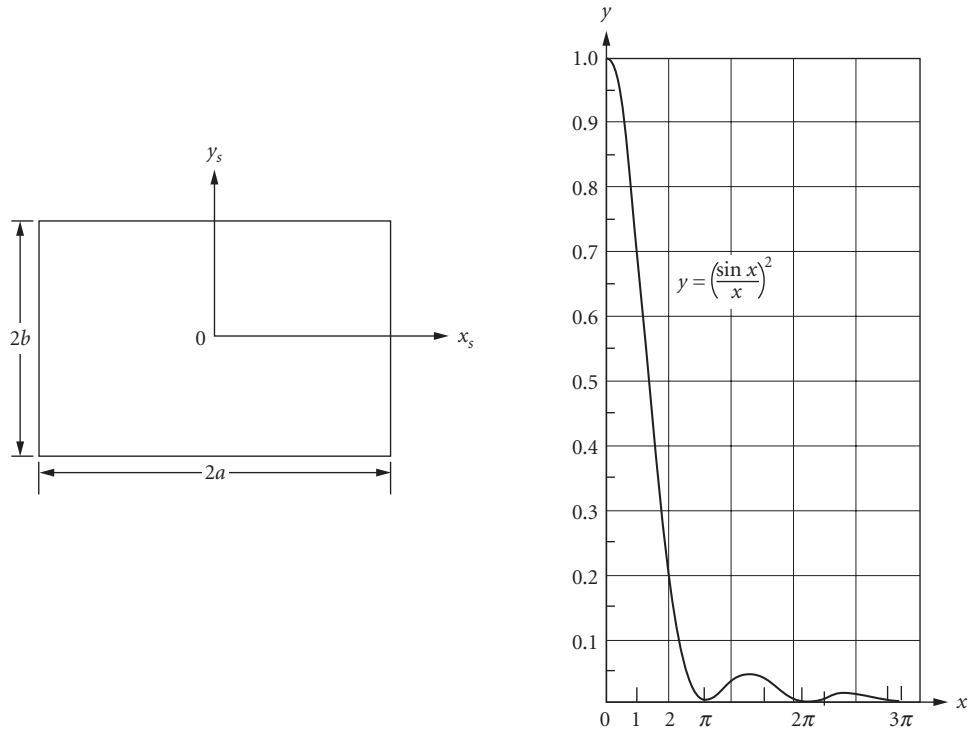 y_s
x_s
0
2b
2a
y
1.0
0.9
0.8
0.7
0.6
0.5
0.4
0.3
0.2
0.1
y = (sin x / x)^2
0 1 2 π 2π 3π
x